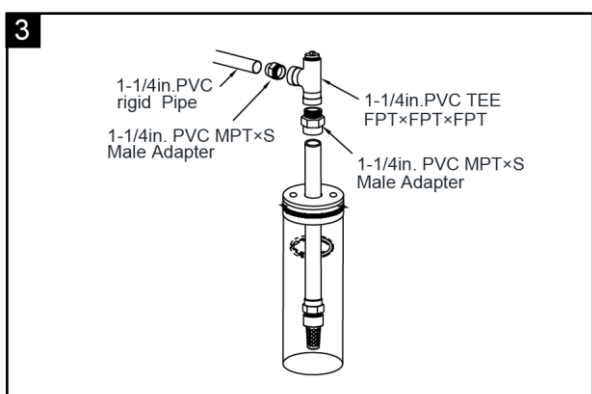 3
1-1/4in.PVC
rigid Pipe
1-1/4in. PVC MPT×S
Male Adapter
1-1/4in.PVC TEE
FPT×FPT×FPT
1-1/4in. PVC MPT×S
Male Adapter